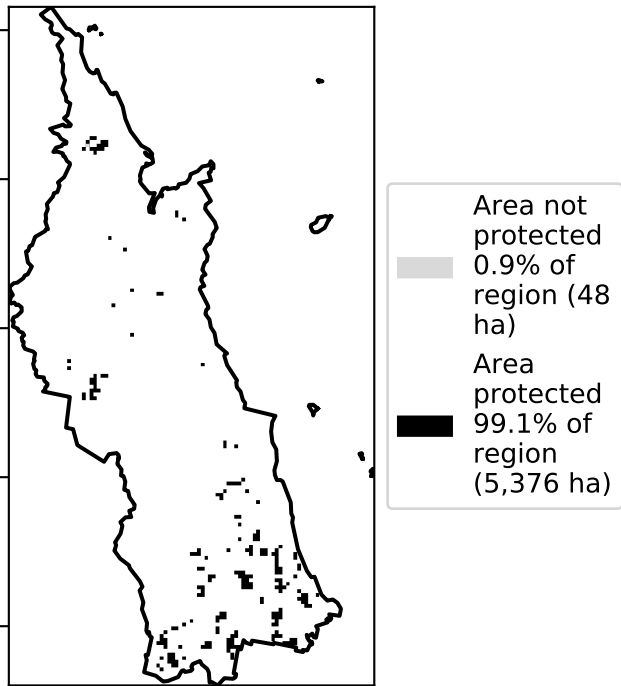 Area not
protected
0.9% of
region (48
ha)
Area
protected
99.1% of
region
(5,376 ha)